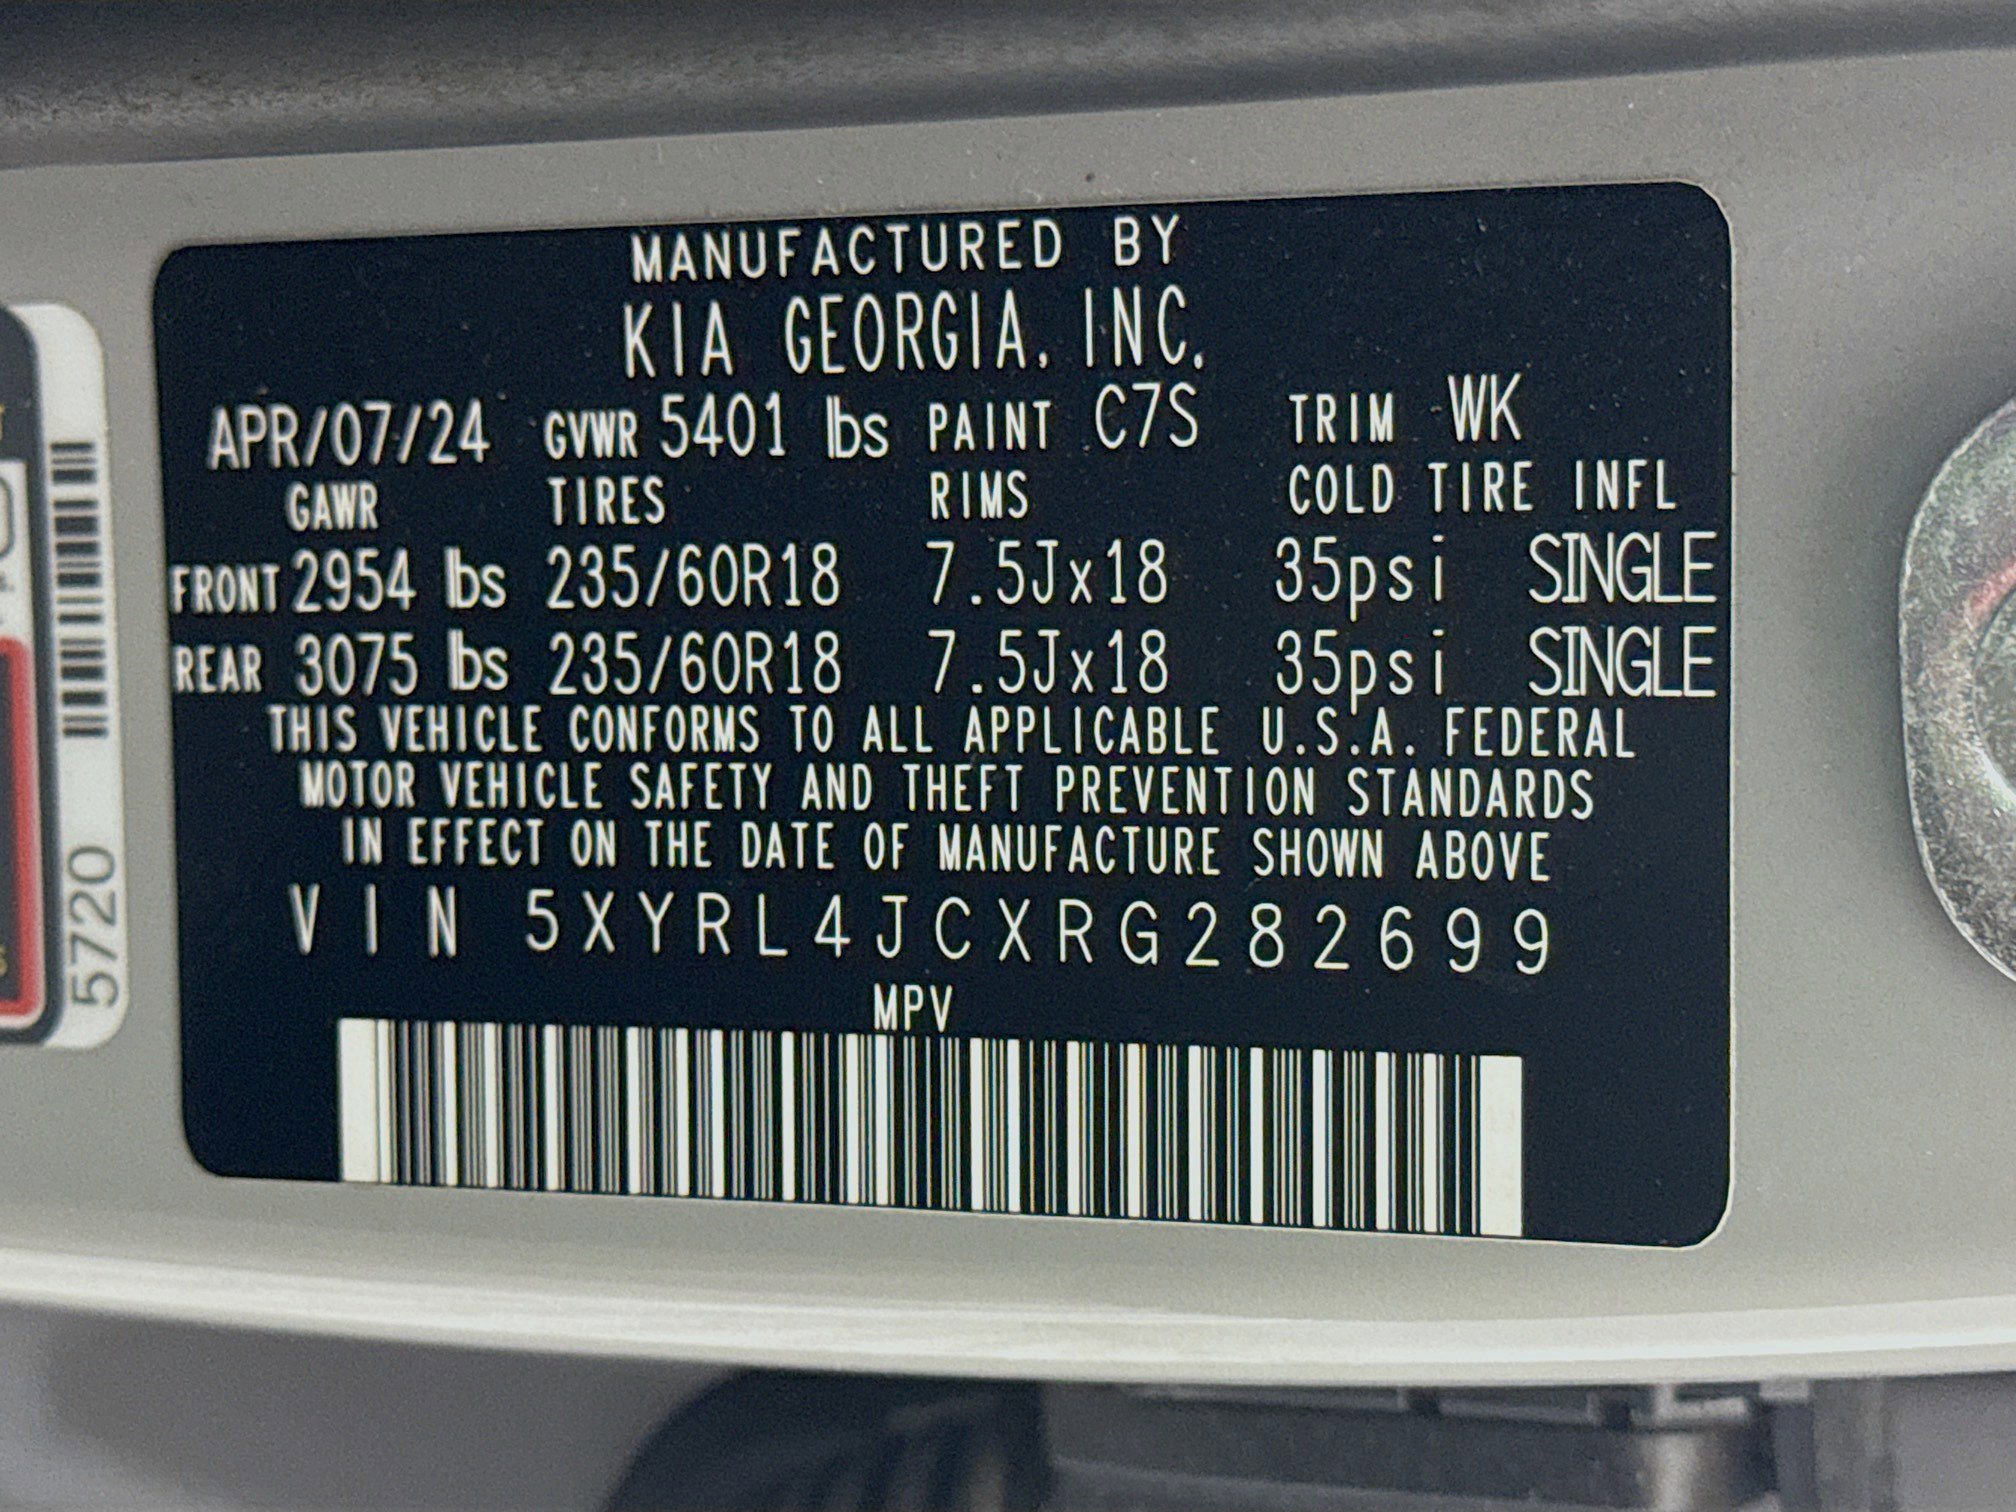 MANUFACTURED BY
KIA GEORGIA, INC.
APR/07/24 GVWR 5401 lbs PAINT C7S TRIM WK
GAWR TIRES RIMS COLD TIRE INFL
FRONT 2954 lbs 235/60R18 7.5Jx18 35psi SINGLE
REAR 3075 lbs 235/60R18 7.5Jx18 35psi SINGLE
THIS VEHICLE CONFORMS TO ALL APPLICABLE U.S.A. FEDERAL
MOTOR VEHICLE SAFETY AND THEFT PREVENTION STANDARDS
IN EFFECT ON THE DATE OF MANUFACTURE SHOWN ABOVE
VIN 5XYRL4JCXRG282699
MPV
5720